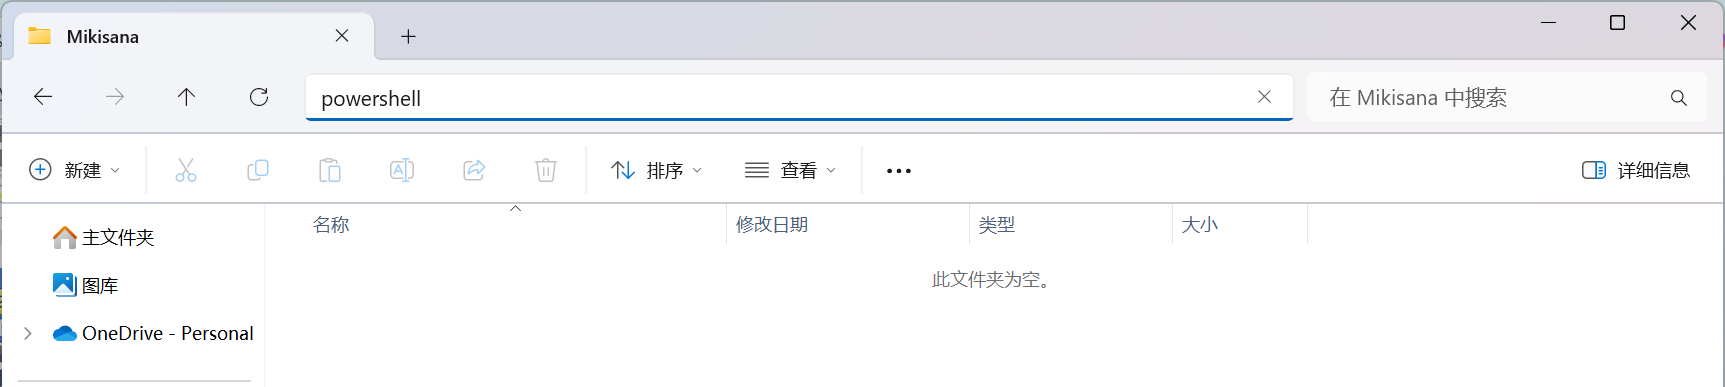 Mikisana
powershell
在 Mikisana 中搜索
新建
排序
查看
详细信息
名称
修改日期
类型
大小
主文件夹
此文件夹为空。
图库
OneDrive - Personal